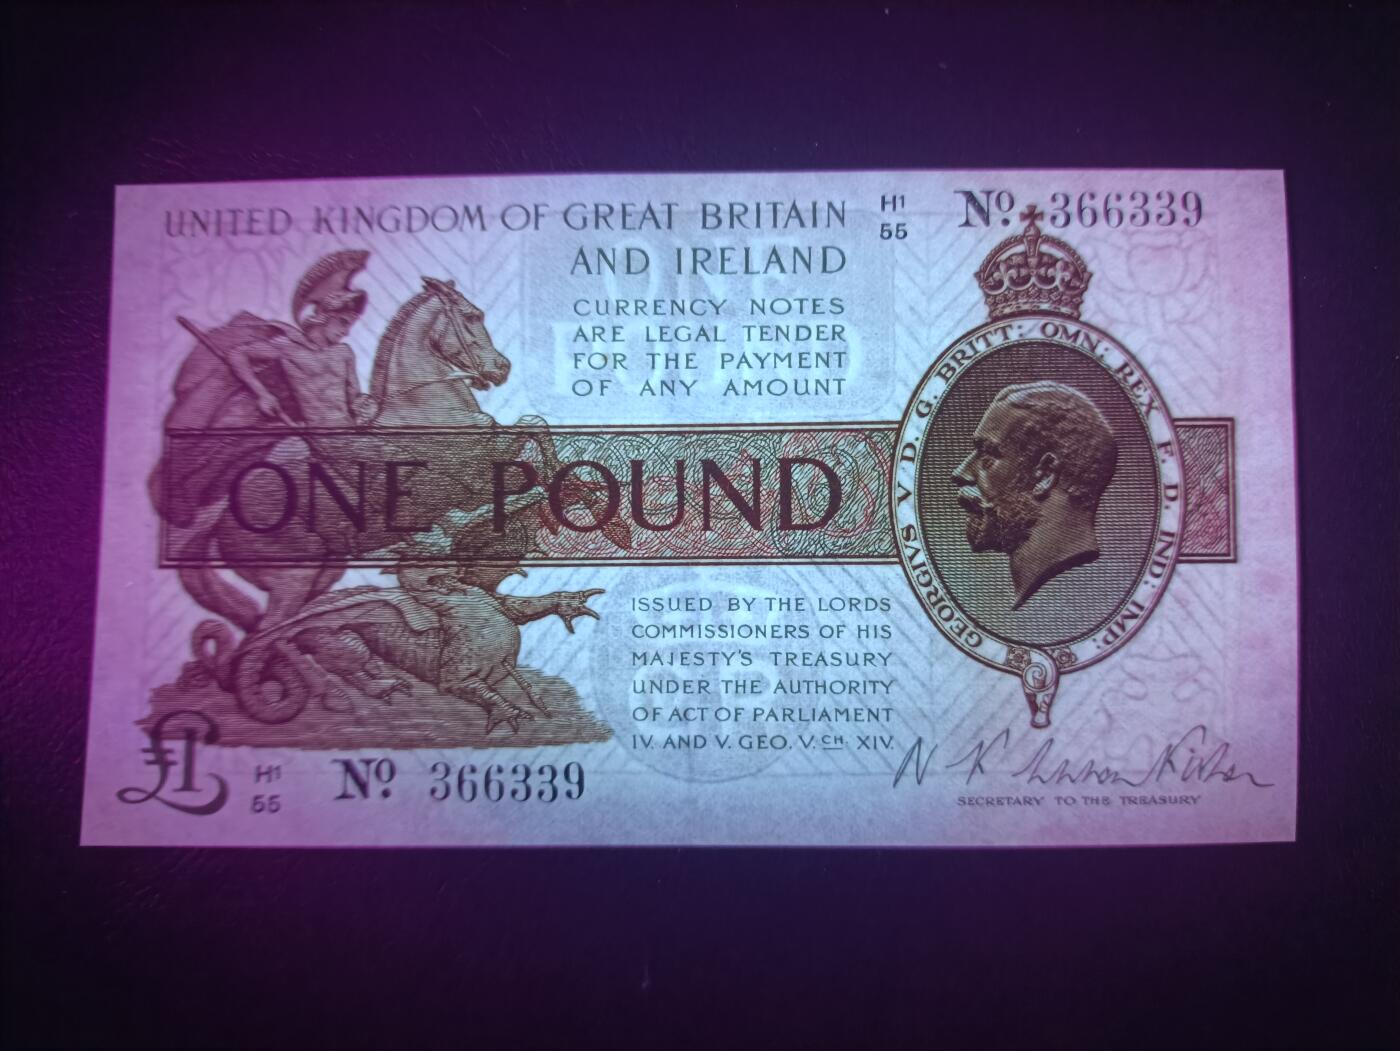 UNITED KINGDOM OF GREAT BRITAIN
AND IRELAND
H1
55
Nº 366339
CURRENCY NOTES
ARE LEGAL TENDER
FOR THE PAYMENT
OF ANY AMOUNT
ONE POUND
GEORGIVS V D. G. BRITT: OMN: REX F. D. IND: IMP:
ISSUED BY THE LORDS
COMMISSIONERS OF HIS
MAJESTY'S TREASURY
UNDER THE AUTHORITY
OF ACT OF PARLIAMENT
IV. AND V. GEO. V. CH. XIV.
£1
H1
55
Nº 366339
N K Warren Fisher
SECRETARY TO THE TREASURY
ONE